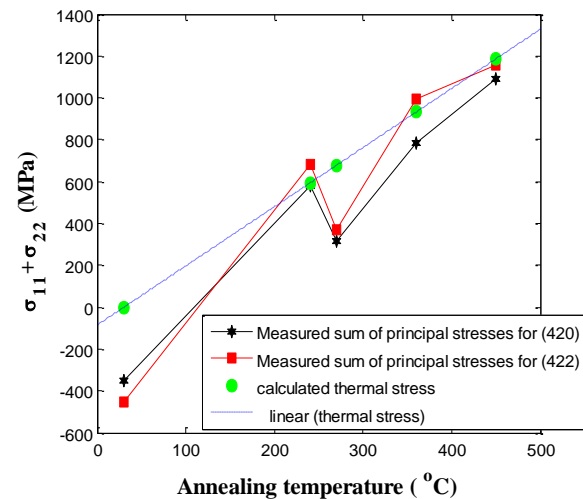 1400
1200
1000
800
600
400
200
0
-200
-400
-600
0 100 200 300 400 500
σ11+σ22 (MPa)
Measured sum of principal stresses for (420)
Measured sum of principal stresses for (422)
calculated thermal stress
linear (thermal stress)
Annealing temperature ( °C)